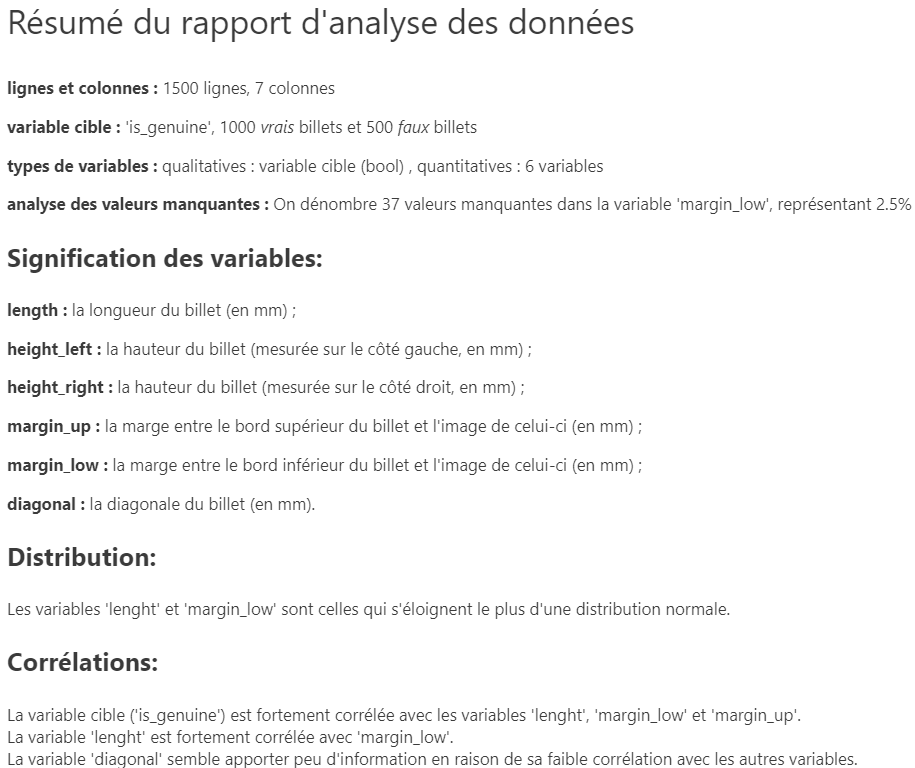 Résumé du rapport d'analyse des données
lignes et colonnes : 1500 lignes, 7 colonnes
variable cible : 'is_genuine', 1000 vrais billets et 500 faux billets
types de variables : qualitatives : variable cible (bool) , quantitatives : 6 variables
analyse des valeurs manquantes : On dénombre 37 valeurs manquantes dans la variable 'margin_low', représentant 2.5%
Signification des variables:
length : la longueur du billet (en mm) ;
height_left : la hauteur du billet (mesurée sur le côté gauche, en mm) ;
height_right : la hauteur du billet (mesurée sur le côté droit, en mm) ;
margin_up : la marge entre le bord supérieur du billet et l'image de celui-ci (en mm) ;
margin_low : la marge entre le bord inférieur du billet et l'image de celui-ci (en mm) ;
diagonal : la diagonale du billet (en mm).
Distribution:
Les variables 'lenght' et 'margin_low' sont celles qui s'éloignent le plus d'une distribution normale.
Corrélations:
La variable cible ('is_genuine') est fortement corrélée avec les variables 'lenght', 'margin_low' et 'margin_up'.
La variable 'lenght' est fortement corrélée avec 'margin_low'.
La variable 'diagonal' semble apporter peu d'information en raison de sa faible corrélation avec les autres variables.